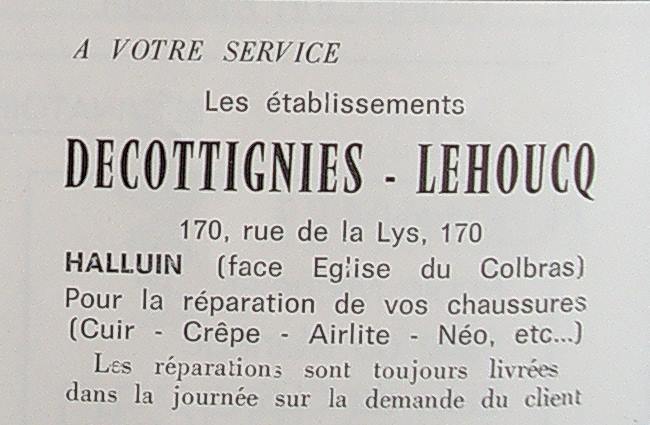 A VOTRE SERVICE
Les établissements
DECOTTIGNIES - LEHOUCQ
170, rue de la Lys, 170
HALLUIN (face Eglise du Colbras)
Pour la réparation de vos chaussures
(Cuir - Crêpe - Airlite - Néo, etc...)
Les réparations sont toujours livrées
dans la journée sur la demande du client